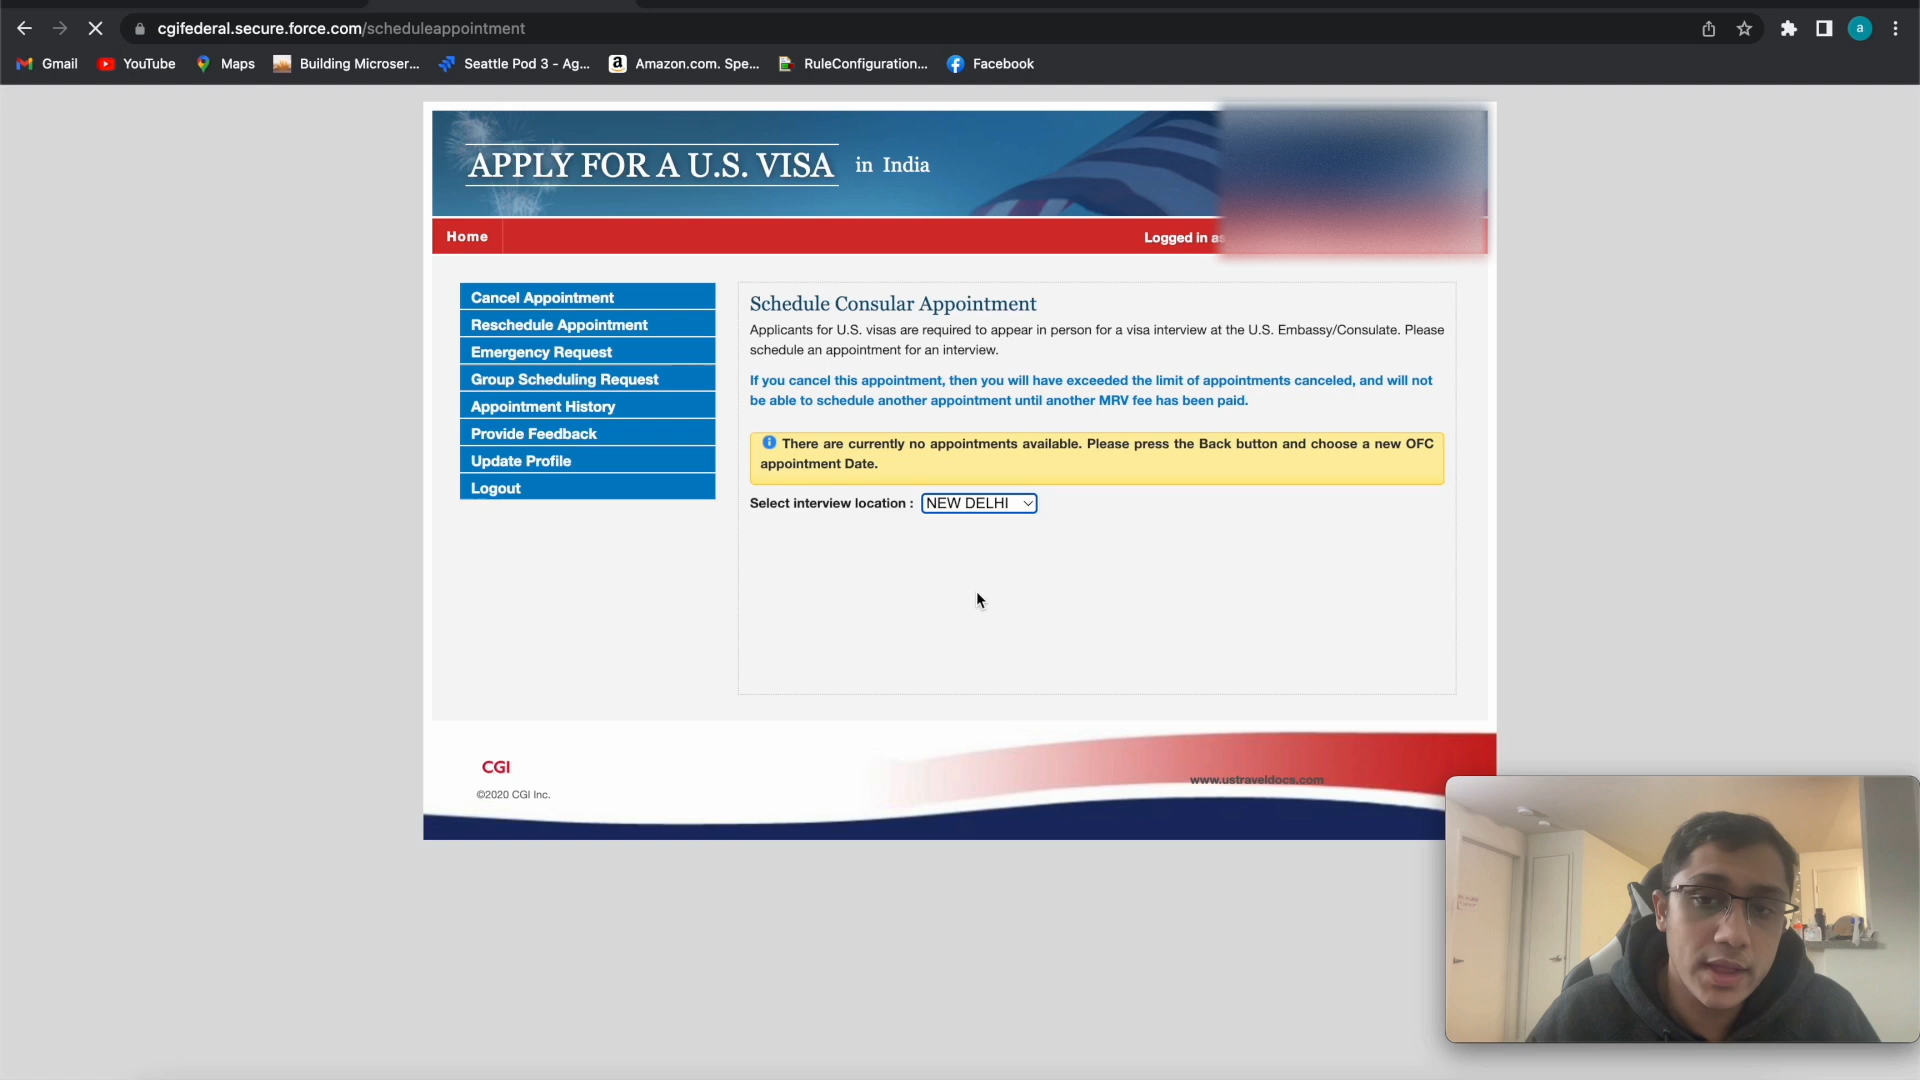 cgifederal.secure.force.com/scheduleappointment
a
Gmail
YouTube
Maps
Building Microser...
Seattle Pod 3 - Ag...
a
Amazon.com. Spe...
RuleConfiguration...
Facebook
APPLY FOR A U.S. VISA in India
Home
Logged in as
Cancel Appointment
Reschedule Appointment
Emergency Request
Group Scheduling Request
Appointment History
Provide Feedback
Update Profile
Logout
Schedule Consular Appointment
Applicants for U.S. visas are required to appear in person for a visa interview at the U.S. Embassy/Consulate. Please
schedule an appointment for an interview.
If you cancel this appointment, then you will have exceeded the limit of appointments canceled, and will not
be able to schedule another appointment until another MRV fee has been paid.
There are currently no appointments available. Please press the Back button and choose a new OFC
appointment Date.
Select interview location : NEW DELHI
CGI
©2020 CGI Inc.
www.ustraveldocs.com